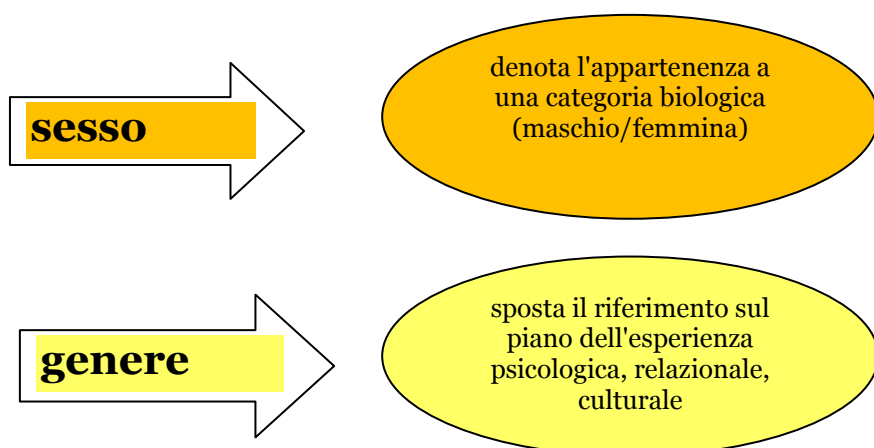 sesso
denota l'appartenenza a
una categoria biologica
(maschio/femmina)
genere
sposta il riferimento sul
piano dell'esperienza
psicologica, relazionale,
culturale